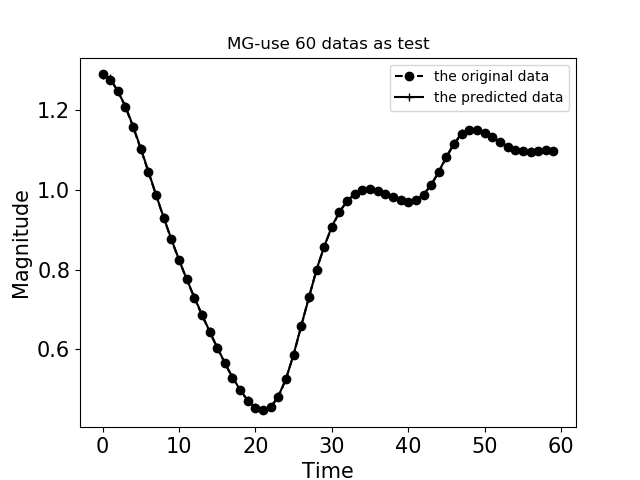 MG-use 60 datas as test
the original data
the predicted data
1.2
1.0
0.8
0.6
Magnitude
0 10 20 30 40 50 60
Time